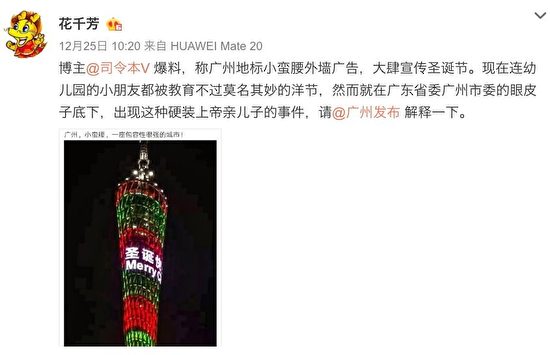 花千芳
12月25日 10:20 来自 HUAWEI Mate 20
博主@司令本V 爆料，称广州地标小蛮腰外墙广告，大肆宣传圣诞节。现在连幼
儿园的小朋友都被教育不过莫名其妙的洋节，然而就在广东省委广州市委的眼皮
子底下，出现这种硬装上帝亲儿子的事件，请@广州发布 解释一下。
广州，小蛮腰，一座包容性很强的城市！
圣诞快
Merry C